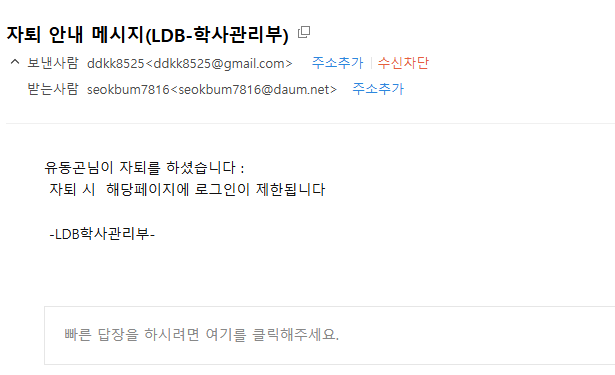 자퇴 안내 메시지(LDB-학사관리부)
보낸사람 ddkk8525<ddkk8525@gmail.com> 주소추가 수신차단
받는사람 seokbum7816<seokbum7816@daum.net> 주소추가
유동곤님이 자퇴를 하셨습니다 :
자퇴 시 해당페이지에 로그인이 제한됩니다
-LDB학사관리부-
빠른 답장을 하시려면 여기를 클릭해주세요.